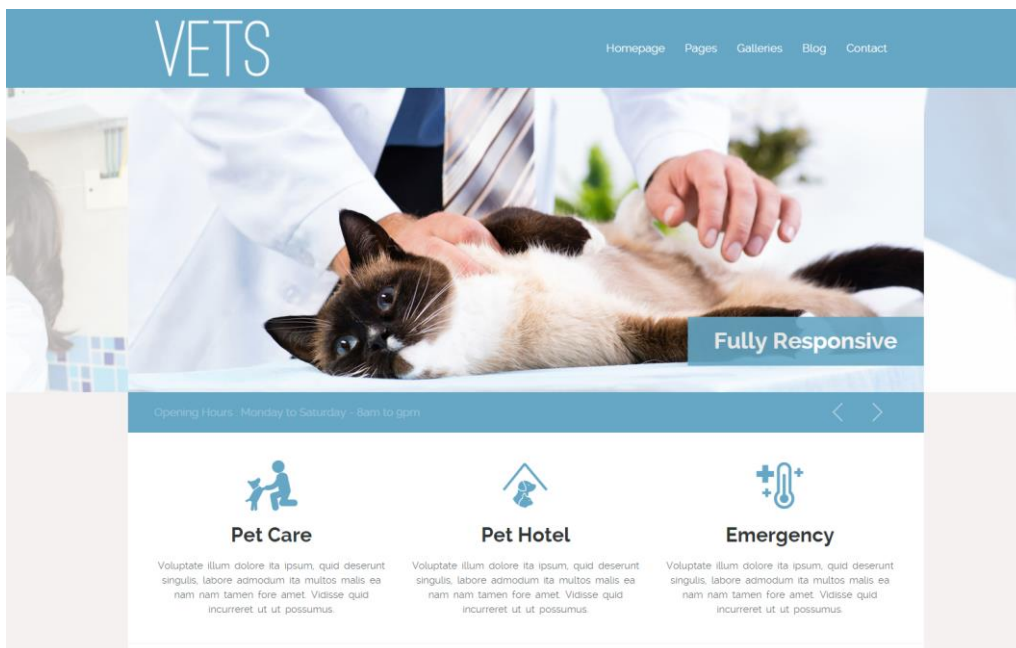 VETS
Homepage Pages Galleries Blog Contact
Fully Responsive
Opening Hours : Monday to Saturday - 8am to 9pm
Pet Care
Voluptate illum dolore ita ipsum, quid deserunt
singulis, labore admodum ita multos malis ea
nam nam tamen fore amet. Vidisse quid
incurreret ut ut possumus.
Pet Hotel
Voluptate illum dolore ita ipsum, quid deserunt
singulis, labore admodum ita multos malis ea
nam nam tamen fore amet. Vidisse quid
incurreret ut ut possumus.
Emergency
Voluptate illum dolore ita ipsum, quid deserunt
singulis, labore admodum ita multos malis ea
nam nam tamen fore amet. Vidisse quid
incurreret ut ut possumus.